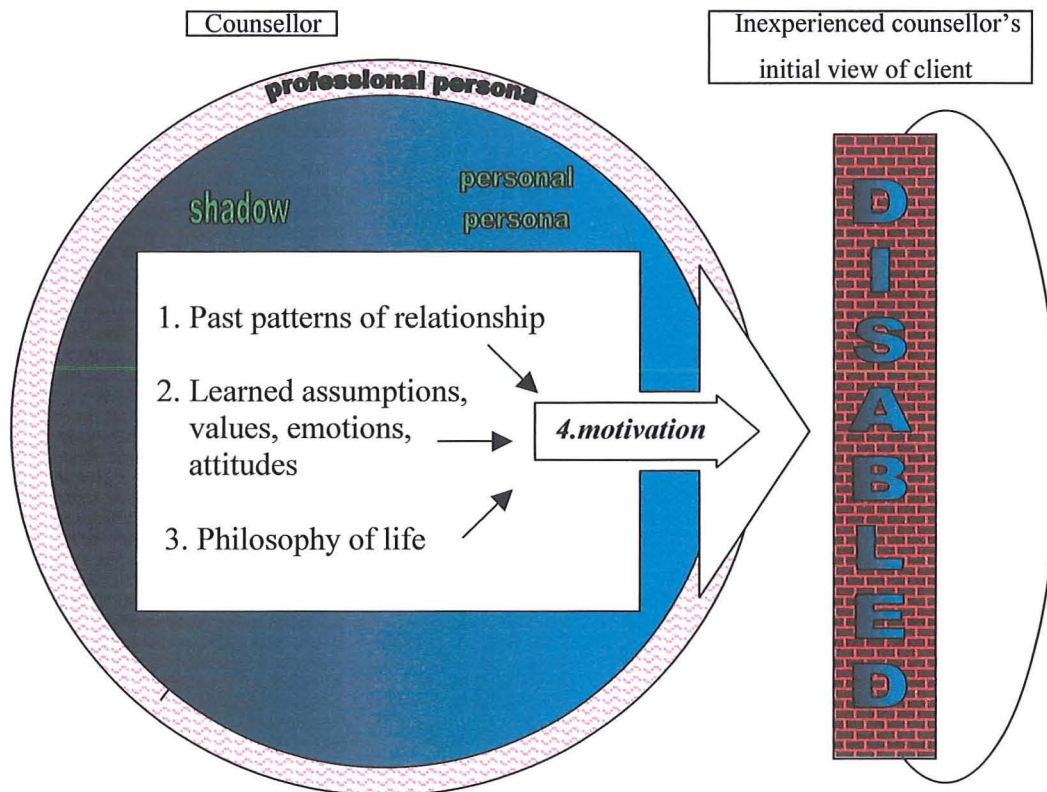 Counsellor
Inexperienced counsellor's
initial view of client
professional persona
shadow
personal
persona
1. Past patterns of relationship
2. Learned assumptions,
values, emotions,
attitudes
4.motivation
3. Philosophy of life
DISABLED